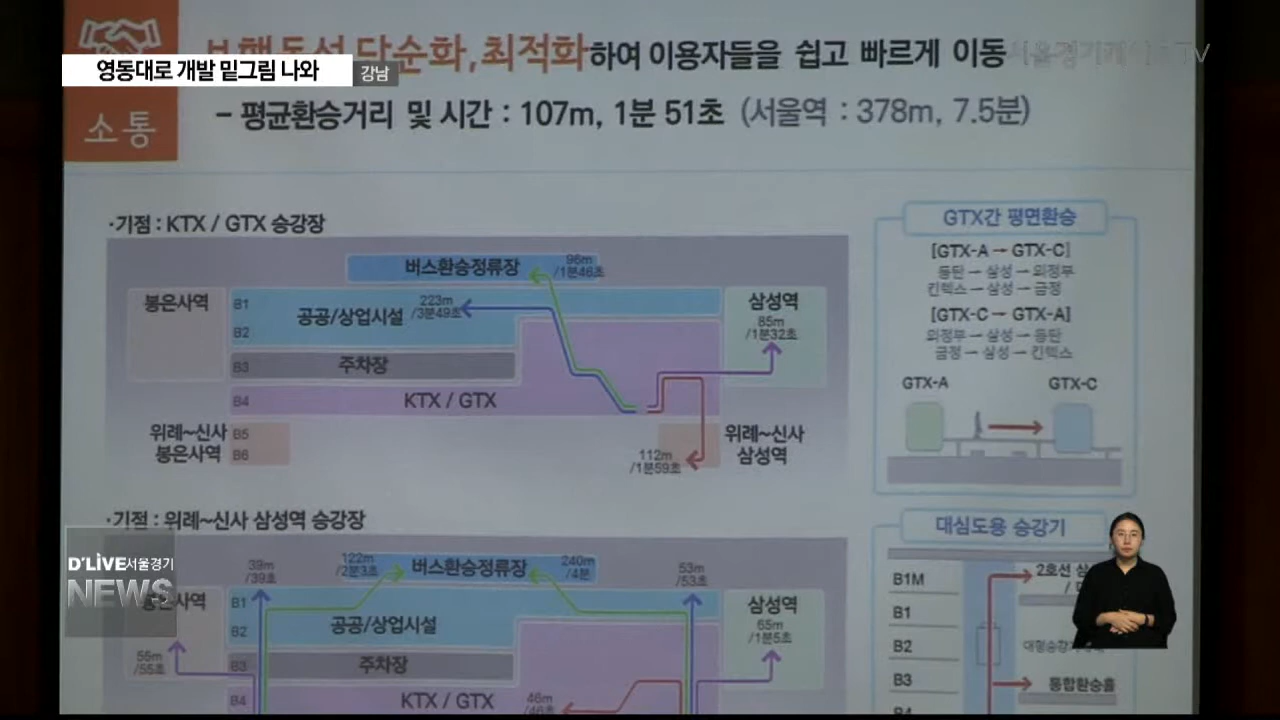 보행동선 단순화, 최적화하여 이용자들을 쉽고 빠르게 이동
영동대로 개발 밑그림 나와
강남
소통
- 평균환승거리 및 시간 : 107m, 1분 51초 (서울역 : 378m, 7.5분)
·기점 : KTX / GTX 승강장
버스환승정류장
96m
/1분46초
봉은사역
B1
B2
공공/상업시설
223m
/3분49초
삼성역
85m
/1분32초
B3
주차장
B4
KTX / GTX
위례~신사
봉은사역
B5
B6
112m
/1분59초
위례~신사
삼성역
GTX간 평면환승
[GTX-A → GTX-C]
동탄 → 삼성 → 의정부
킨텍스 → 삼성 → 금정
[GTX-C → GTX-A]
의정부 → 삼성 → 동탄
금정 → 삼성 → 킨텍스
GTX-A
GTX-C
·기점 : 위례~신사 삼성역 승강장
D'LIVE서울경기
NEWS
39m
/39초
122m
/2분3초
버스환승정류장
240m
/4분
53m
/53초
은사역
B1
B2
공공/상업시설
삼성역
65m
/1분5초
55m
/55초
B3
주차장
B4
KTX / GTX
46m
/46초
대심도용 승강기
B1M
2호선 삼
B1
B2
B3
통합환승홀
B4